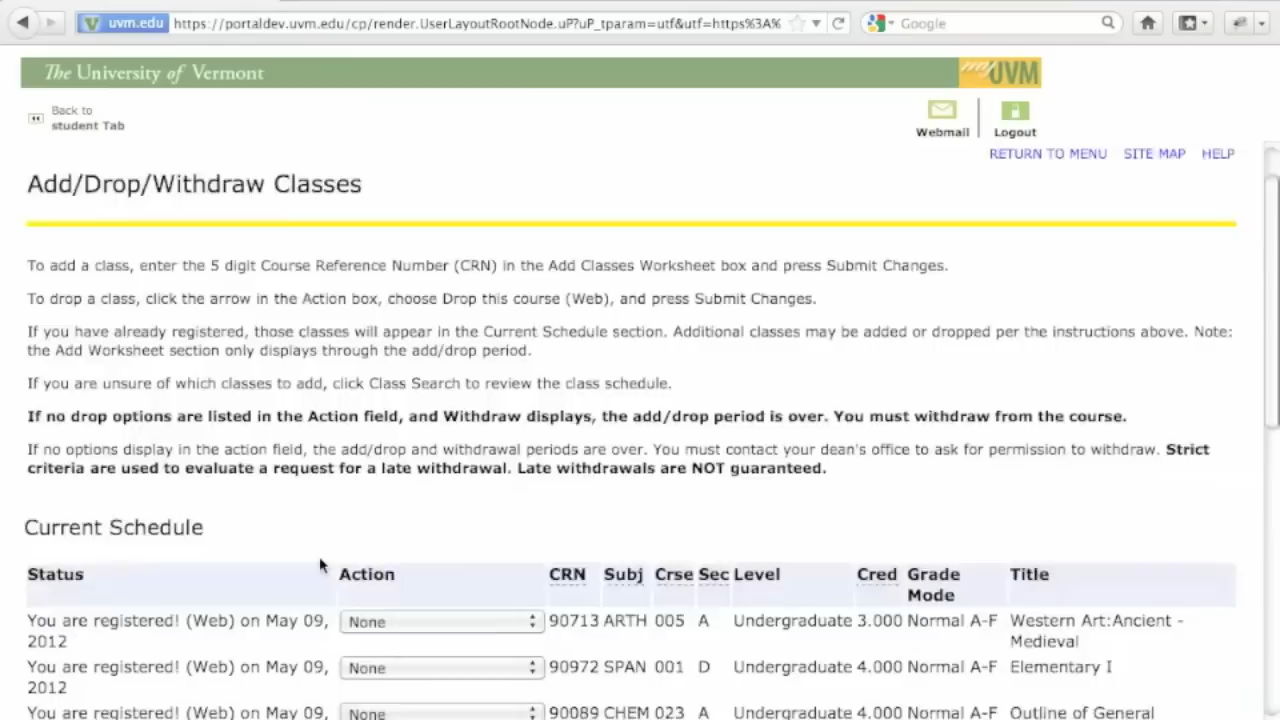 uvm.edu https://portaldev.uvm.edu/cp/render.UserLayoutRootNode.uP?uP_tparam=utf&utf=https%3A% Google
The University of Vermont myUVM
Back to
student Tab
Webmail Logout
RETURN TO MENU SITE MAP HELP
Add/Drop/Withdraw Classes
To add a class, enter the 5 digit Course Reference Number (CRN) in the Add Classes Worksheet box and press Submit Changes.
To drop a class, click the arrow in the Action box, choose Drop this course (Web), and press Submit Changes.
If you have already registered, those classes will appear in the Current Schedule section. Additional classes may be added or dropped per the instructions above. Note:
the Add Worksheet section only displays through the add/drop period.
If you are unsure of which classes to add, click Class Search to review the class schedule.
If no drop options are listed in the Action field, and Withdraw displays, the add/drop period is over. You must withdraw from the course.
If no options display in the action field, the add/drop and withdrawal periods are over. You must contact your dean's office to ask for permission to withdraw. Strict
criteria are used to evaluate a request for a late withdrawal. Late withdrawals are NOT guaranteed.
Current Schedule
Status Action CRN Subj Crse Sec Level Cred Grade
Mode Title
You are registered! (Web) on May 09, None 90713 ARTH 005 A Undergraduate 3.000 Normal A-F Western Art:Ancient -
2012 Medieval
You are registered! (Web) on May 09, None 90972 SPAN 001 D Undergraduate 4.000 Normal A-F Elementary I
2012
You are registered! (Web) on May 09, None 90089 CHEM 023 A Undergraduate 4.000 Normal A-F Outline of General